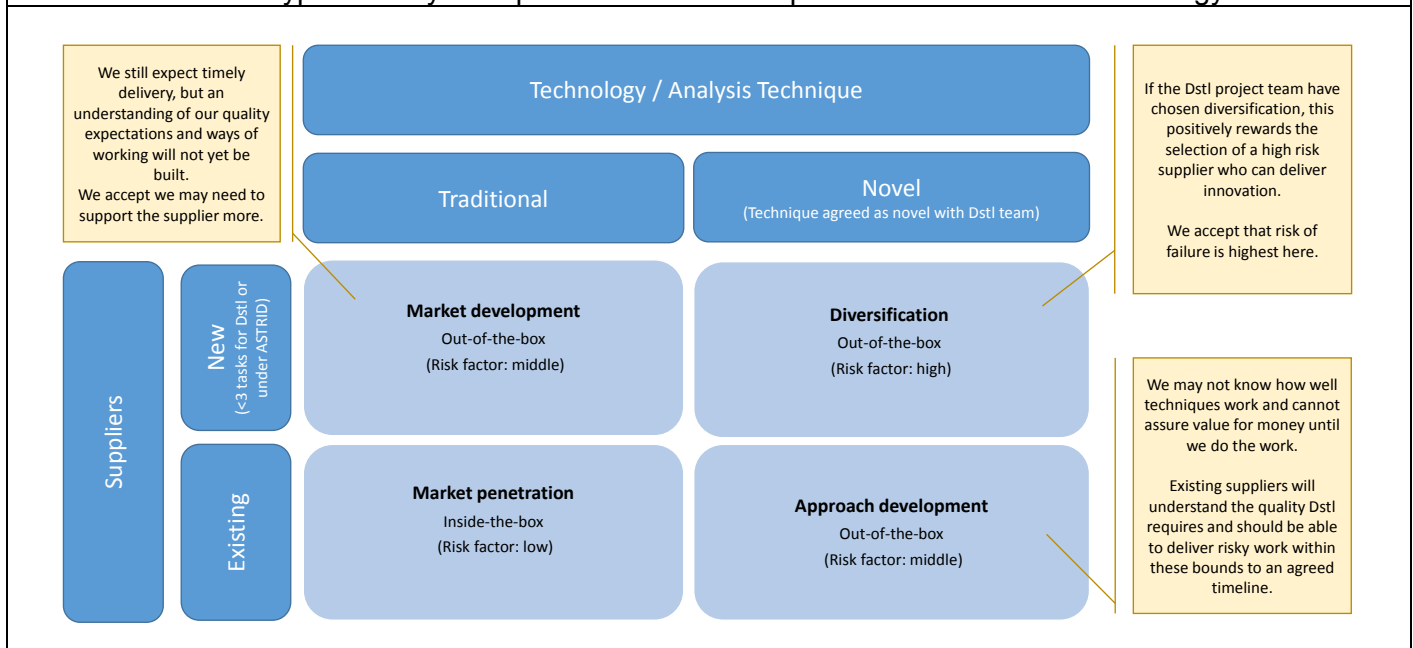 We still expect timely
delivery, but an
understanding of our quality
expectations and ways of
working will not yet be
built.
We accept we may need to
support the supplier more.
Technology / Analysis Technique
If the Dstl project team have
chosen diversification, this
positively rewards the
selection of a high risk
supplier who can deliver
innovation.
We accept that risk of
failure is highest here.
Traditional
Novel
(Technique agreed as novel with Dstl team)
Suppliers
New
(<3 tasks for Dstl or
under ASTRID)
Market development
Out-of-the-box
(Risk factor: middle)
Diversification
Out-of-the-box
(Risk factor: high)
Existing
Market penetration
Inside-the-box
(Risk factor: low)
Approach development
Out-of-the-box
(Risk factor: middle)
We may not know how well
techniques work and cannot
assure value for money until
we do the work.
Existing suppliers will
understand the quality Dstl
requires and should be able
to deliver risky work within
these bounds to an agreed
timeline.